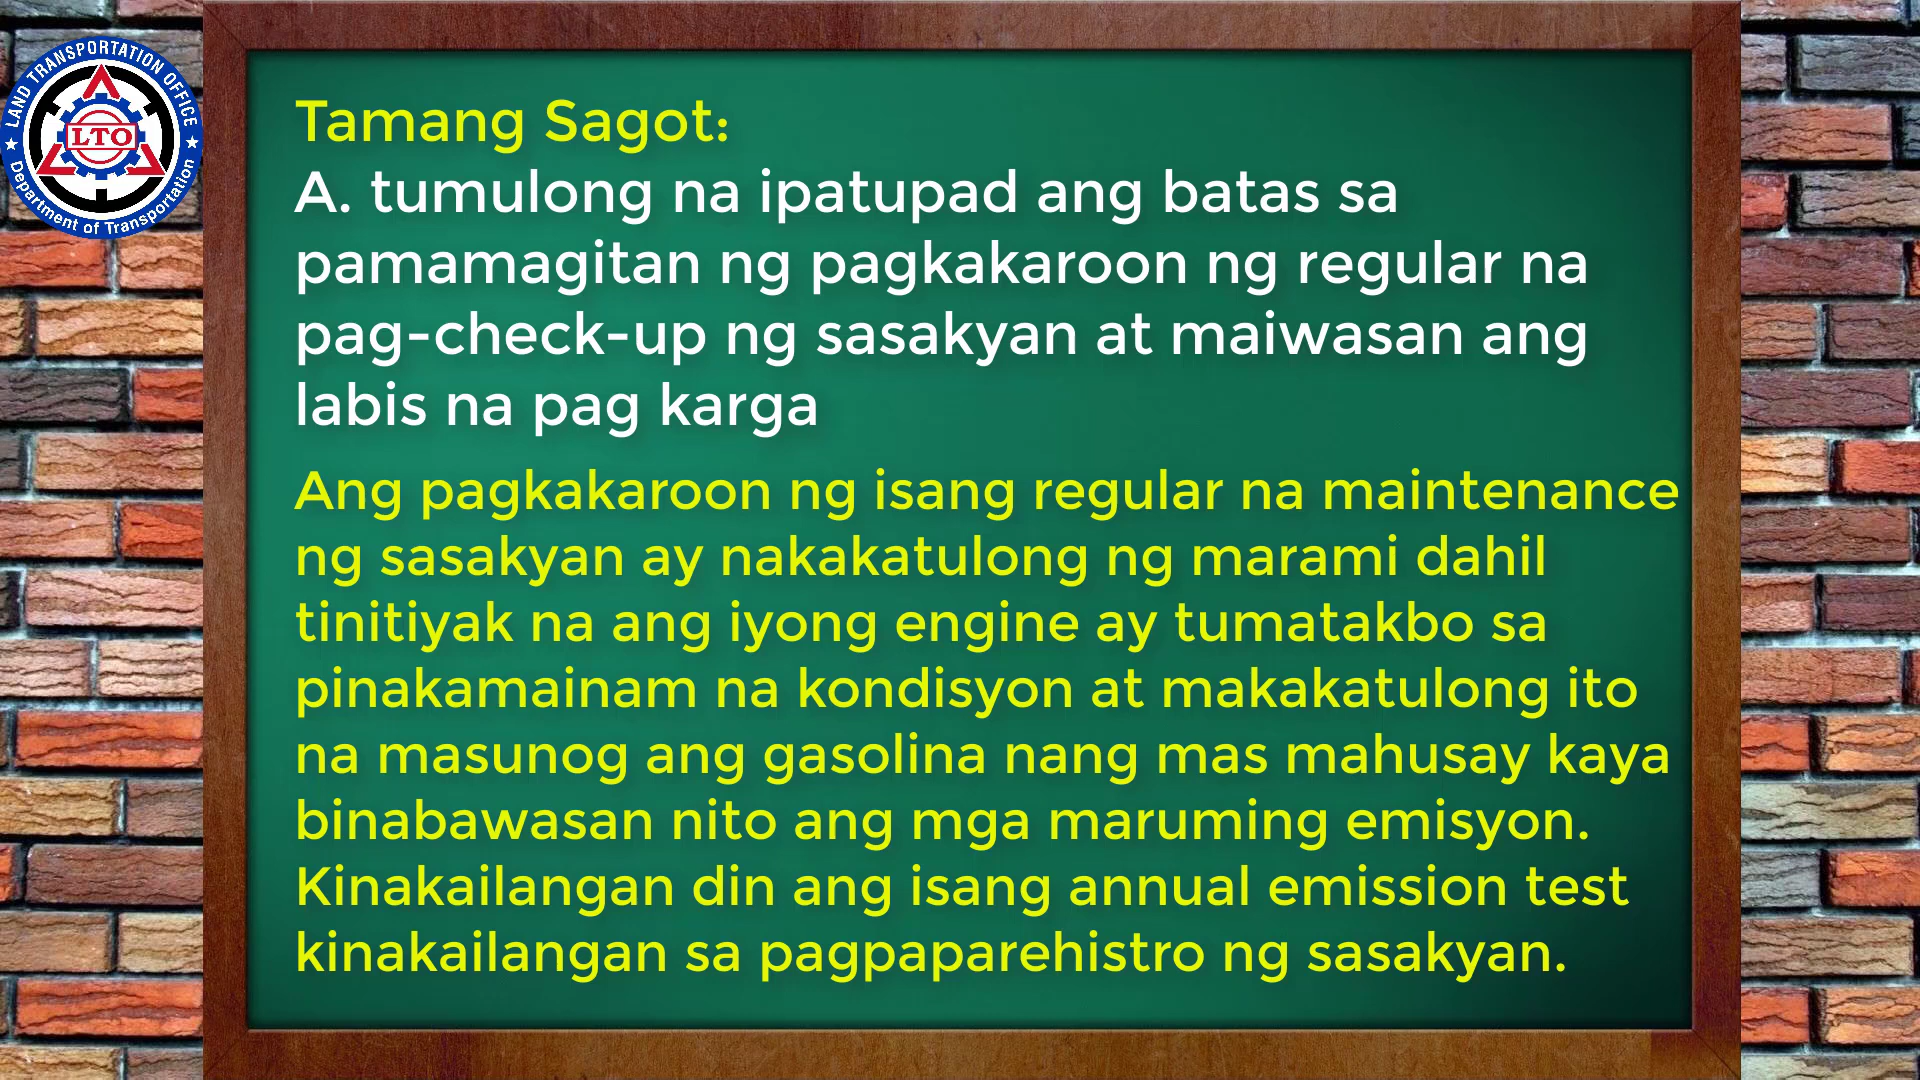 LAND TRANSPORTATION OFFICE
LTO
Department of Transportation
Tamang Sagot:
A. tumulong na ipatupad ang batas sa
pamamagitan ng pagkakaroon ng regular na
pag-check-up ng sasakyan at maiwasan ang
labis na pag karga
Ang pagkakaroon ng isang regular na maintenance
ng sasakyan ay nakakatulong ng marami dahil
tinitiyak na ang iyong engine ay tumatakbo sa
pinakamainam na kondisyon at makakatulong ito
na masunog ang gasolina nang mas mahusay kaya
binabawasan nito ang mga maruming emisyon.
Kinakailangan din ang isang annual emission test
kinakailangan sa pagpaparehistro ng sasakyan.